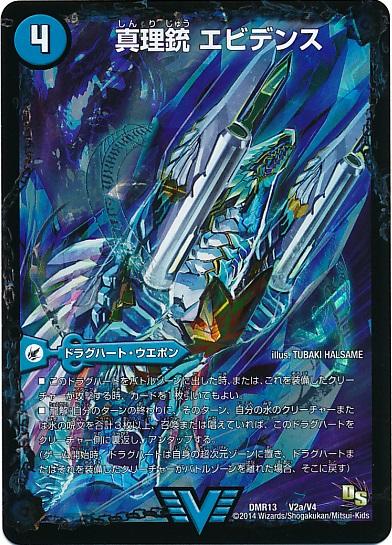 4
しんりじゅう
真理銃 エビデンス
ドラグハート・ウエポン
illus. TUBAKI HALSAME
■ このドラグハートをバトルゾーンに出した時、または、これを装備したクリー
チャーが攻撃する時、カードを1枚引いてもよい。
■ 龍解:自分のターンの終わりに、そのターン、自分の水のクリーチャーまたは
水の呪文を合計3枚以上、召喚または唱えていれば、このドラグハートを
クリーチャー側に裏返し、アンタップする。
(ゲーム開始時、ドラグハートは自身の超次元ゾーンに置き、ドラグハートま
たはそれを装備したクリーチャーがバトルゾーンを離れた場合、そこに戻す)
DS
V
DMR13 V2a/V4
©2014 Wizards/Shogakukan/Mitsui-Kids